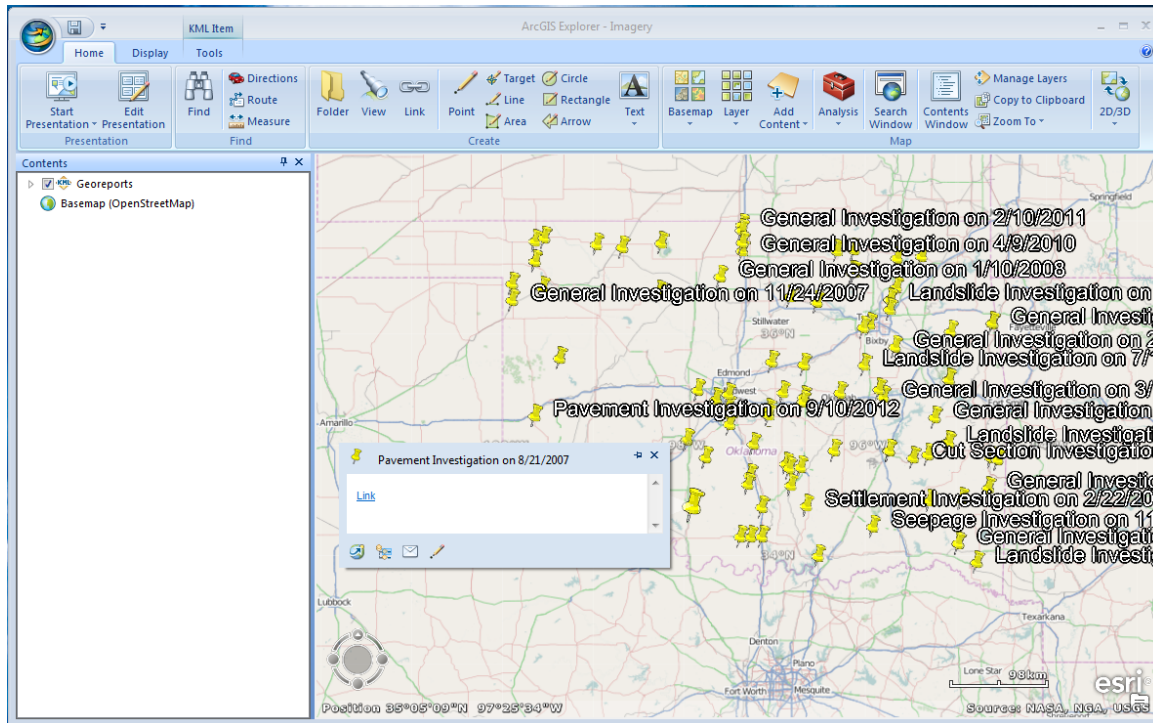 KML Item
ArcGIS Explorer - Imagery
Home
Display
Tools
Start Presentation
Edit Presentation
Presentation
Find
Directions
Route
Measure
Find
Folder
View
Link
Point
Target
Line
Area
Circle
Rectangle
Arrow
Text
Create
Basemap
Layer
Add Content
Analysis
Search Window
Contents Window
Manage Layers
Copy to Clipboard
Zoom To
2D/3D
Map
Contents
KML Georeports
Basemap (OpenStreetMap)
Springfield
General Investigation on 2/10/2011
General Investigation on 4/9/2010
General Investigation on 1/10/2008
General Investigation on 11/24/2007
Landslide Investigation on
Stillwater
36°N
General Investi
Fayetteville
Bixby
General Investigation on 2
Landslide Investigation on 7/
Edmond
General Investigation on 3/
Pavement Investigation on 9/10/2012
General Investigation
Amarillo
Landslide Investigati
96°W
Oklahoma
Cut Section Investigation
Pavement Investigation on 8/21/2007
Link
General Investig
Settlement Investigation on 2/22/20
Seepage Investigation on 11
General Investigati
34°N
Landslide Investig
Lubbock
Texarkana
Denton
Plano
Lone Star
98km
Fort Worth
Mesquite
esri
Position 35°05'09"N 97°25'34"W
Source: NASA, NGA, USGS